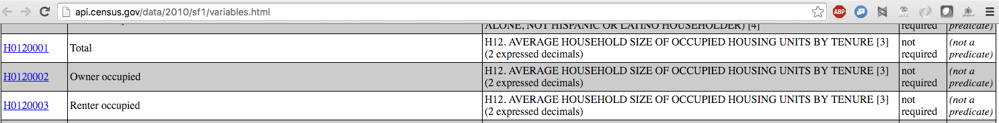 api.census.gov/data/2010/sf1/variables.html
ABP
ALONE, NOT HISPANIC OR LATINO HOUSEHOLDER) [4] required predicate)
H0120001 Total H12. AVERAGE HOUSEHOLD SIZE OF OCCUPIED HOUSING UNITS BY TENURE [3] not (not a
(2 expressed decimals) required predicate)
H0120002 Owner occupied H12. AVERAGE HOUSEHOLD SIZE OF OCCUPIED HOUSING UNITS BY TENURE [3] not (not a
(2 expressed decimals) required predicate)
H0120003 Renter occupied H12. AVERAGE HOUSEHOLD SIZE OF OCCUPIED HOUSING UNITS BY TENURE [3] not (not a
(2 expressed decimals) required predicate)